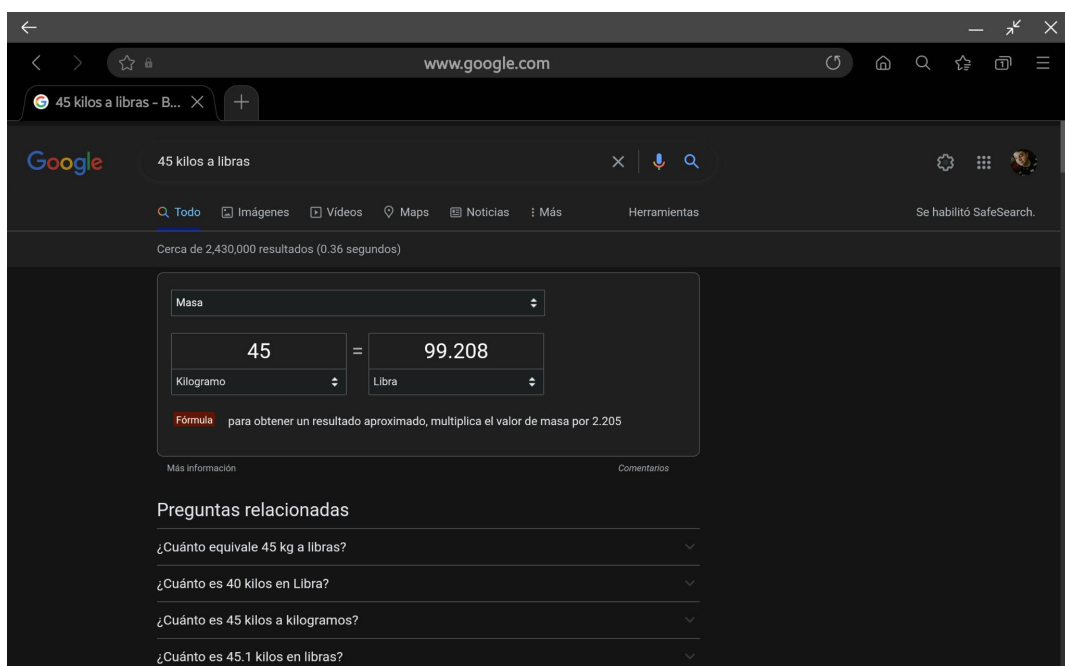 www.google.com
1
45 kilos a libras - B...
Google
45 kilos a libras
Todo Imágenes Vídeos Maps Noticias Más Herramientas Se habilitó SafeSearch.
Cerca de 2,430,000 resultados (0.36 segundos)
Masa
45 = 99.208
Kilogramo Libra
Fórmula para obtener un resultado aproximado, multiplica el valor de masa por 2.205
Más información Comentarios
Preguntas relacionadas
¿Cuánto equivale 45 kg a libras?
¿Cuánto es 40 kilos en Libra?
¿Cuánto es 45 kilos a kilogramos?
¿Cuánto es 45.1 kilos en libras?